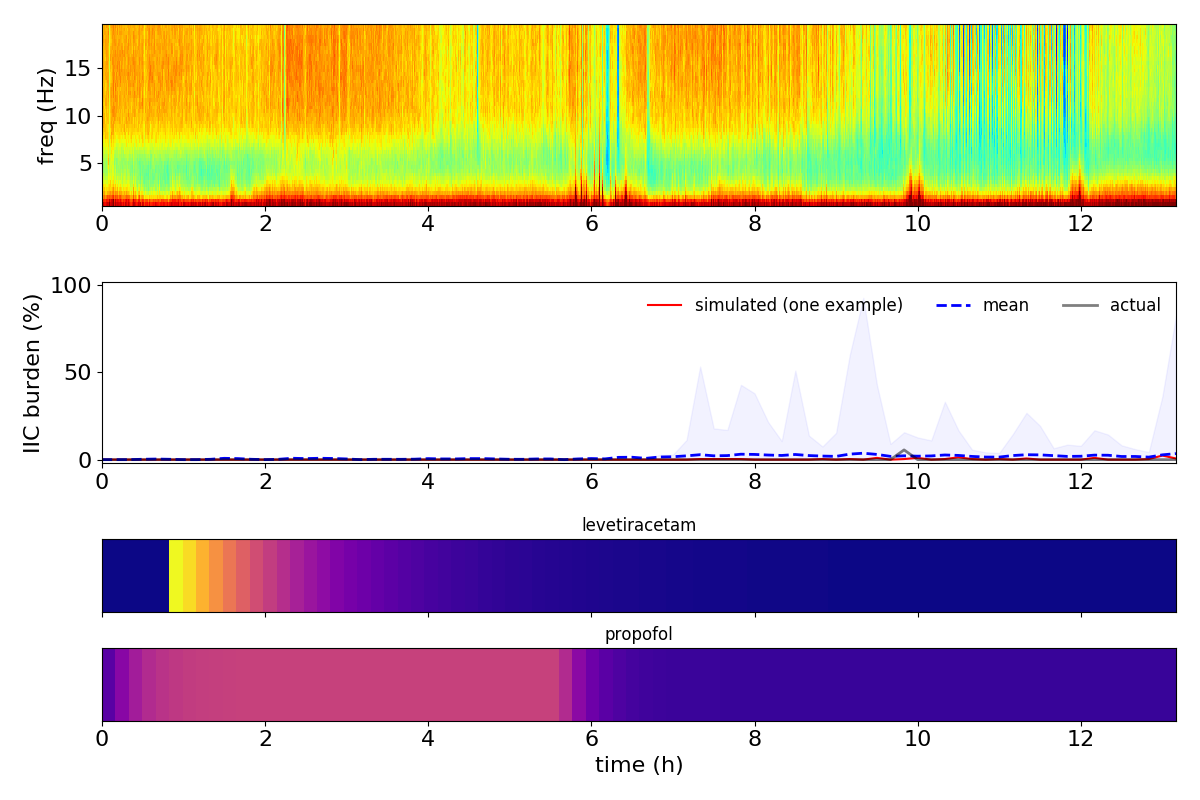 15
10
5
freq (Hz)
0 2 4 6 8 10 12
100
50
0
IIC burden (%)
simulated (one example) mean actual
0 2 4 6 8 10 12
levetiracetam
propofol
0 2 4 6 8 10 12
time (h)